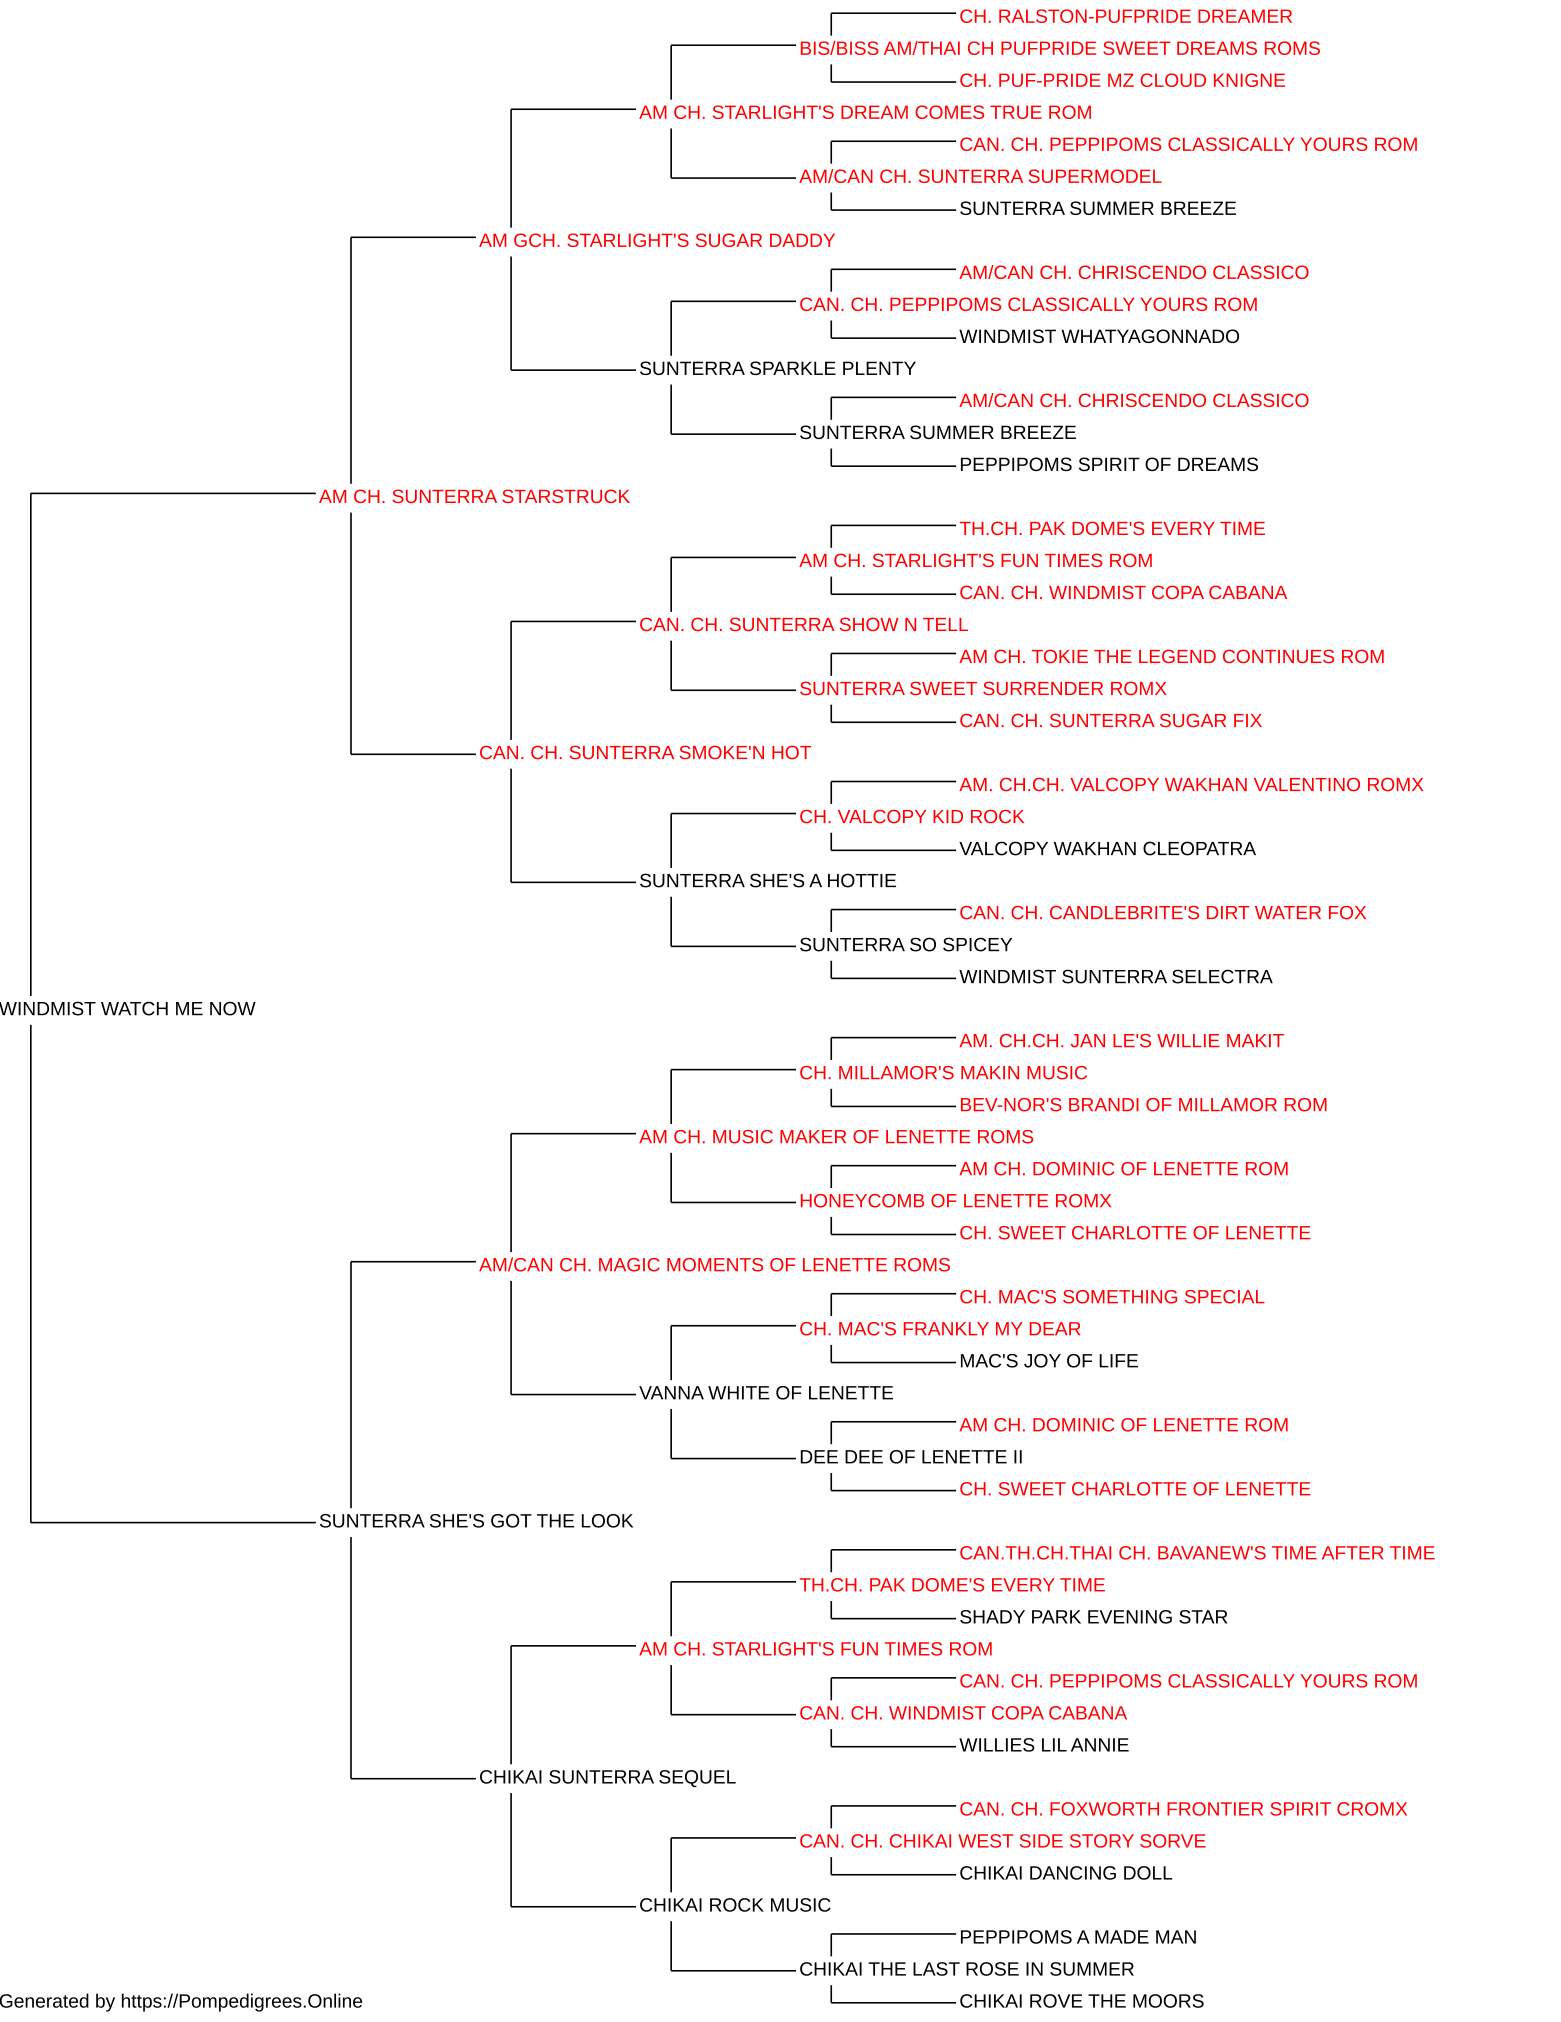 CH. RALSTON-PUFPRIDE DREAMER
BIS/BISS AM/THAI CH PUFPRIDE SWEET DREAMS ROMS
CH. PUF-PRIDE MZ CLOUD KNIGNE
AM CH. STARLIGHT'S DREAM COMES TRUE ROM
CAN. CH. PEPPIPOMS CLASSICALLY YOURS ROM
AM/CAN CH. SUNTERRA SUPERMODEL
SUNTERRA SUMMER BREEZE
AM GCH. STARLIGHT'S SUGAR DADDY
AM/CAN CH. CHRISCENDO CLASSICO
CAN. CH. PEPPIPOMS CLASSICALLY YOURS ROM
WINDMIST WHATYAGONNADO
SUNTERRA SPARKLE PLENTY
AM/CAN CH. CHRISCENDO CLASSICO
SUNTERRA SUMMER BREEZE
PEPPIPOMS SPIRIT OF DREAMS
AM CH. SUNTERRA STARSTRUCK
TH.CH. PAK DOME'S EVERY TIME
AM CH. STARLIGHT'S FUN TIMES ROM
CAN. CH. WINDMIST COPA CABANA
CAN. CH. SUNTERRA SHOW N TELL
AM CH. TOKIE THE LEGEND CONTINUES ROM
SUNTERRA SWEET SURRENDER ROMX
CAN. CH. SUNTERRA SUGAR FIX
CAN. CH. SUNTERRA SMOKE'N HOT
AM. CH.CH. VALCOPY WAKHAN VALENTINO ROMX
CH. VALCOPY KID ROCK
VALCOPY WAKHAN CLEOPATRA
SUNTERRA SHE'S A HOTTIE
CAN. CH. CANDLEBRITE'S DIRT WATER FOX
SUNTERRA SO SPICEY
WINDMIST SUNTERRA SELECTRA
WINDMIST WATCH ME NOW
AM. CH.CH. JAN LE'S WILLIE MAKIT
CH. MILLAMOR'S MAKIN MUSIC
BEV-NOR'S BRANDI OF MILLAMOR ROM
AM CH. MUSIC MAKER OF LENETTE ROMS
AM CH. DOMINIC OF LENETTE ROM
HONEYCOMB OF LENETTE ROMX
CH. SWEET CHARLOTTE OF LENETTE
AM/CAN CH. MAGIC MOMENTS OF LENETTE ROMS
CH. MAC'S SOMETHING SPECIAL
CH. MAC'S FRANKLY MY DEAR
MAC'S JOY OF LIFE
VANNA WHITE OF LENETTE
AM CH. DOMINIC OF LENETTE ROM
DEE DEE OF LENETTE II
CH. SWEET CHARLOTTE OF LENETTE
SUNTERRA SHE'S GOT THE LOOK
CAN.TH.CH.THAI CH. BAVANEW'S TIME AFTER TIME
TH.CH. PAK DOME'S EVERY TIME
SHADY PARK EVENING STAR
AM CH. STARLIGHT'S FUN TIMES ROM
CAN. CH. PEPPIPOMS CLASSICALLY YOURS ROM
CAN. CH. WINDMIST COPA CABANA
WILLIES LIL ANNIE
CHIKAI SUNTERRA SEQUEL
CAN. CH. FOXWORTH FRONTIER SPIRIT CROMX
CAN. CH. CHIKAI WEST SIDE STORY SORVE
CHIKAI DANCING DOLL
CHIKAI ROCK MUSIC
PEPPIPOMS A MADE MAN
CHIKAI THE LAST ROSE IN SUMMER
CHIKAI ROVE THE MOORS
Generated by https://Pompedigrees.Online